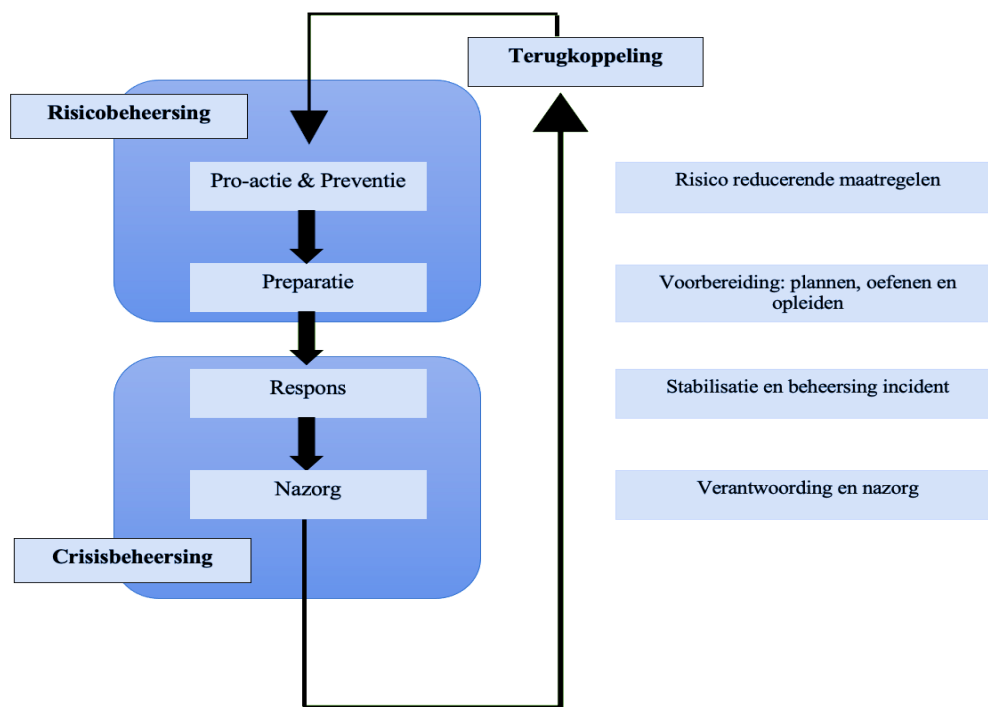 Terugkoppeling
Risicobeheersing
Pro-actie & Preventie
Risico reducerende maatregelen
Preparatie
Voorbereiding: plannen, oefenen en
opleiden
Respons
Stabilisatie en beheersing incident
Nazorg
Verantwoording en nazorg
Crisisbeheersing